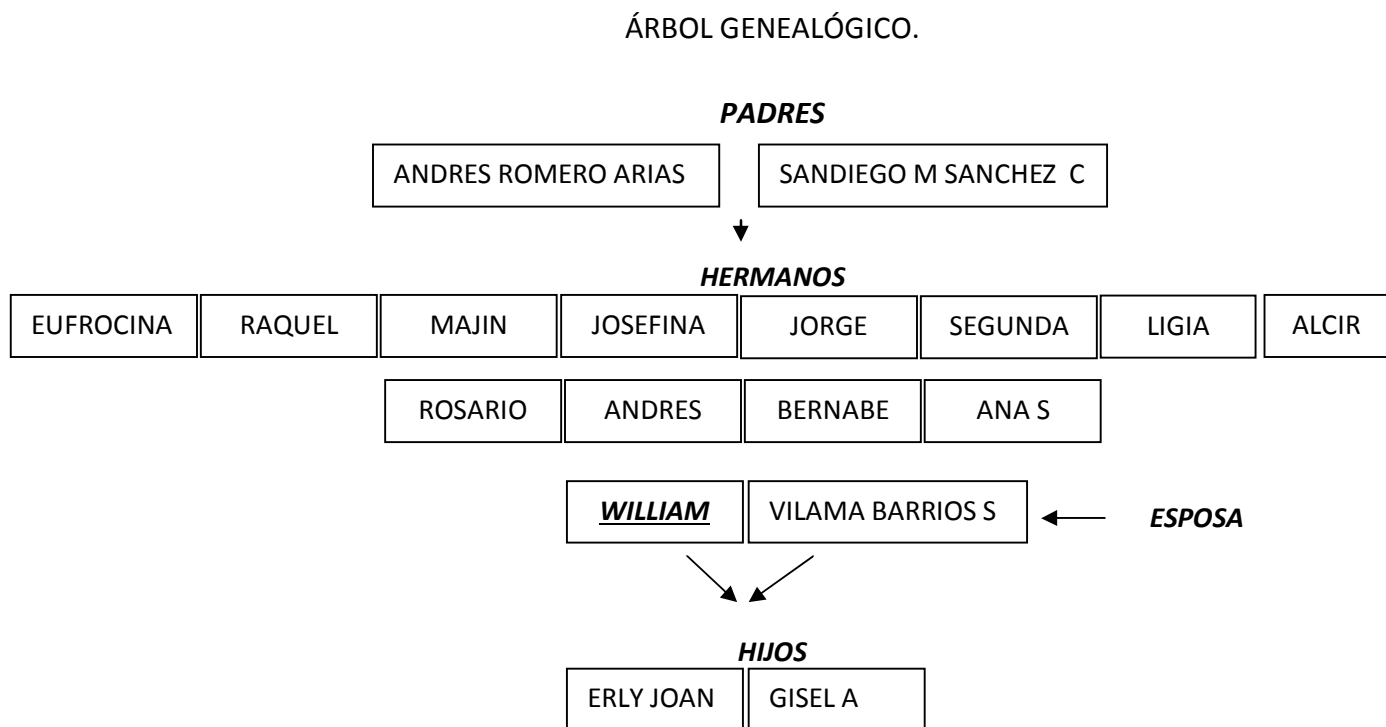 ÁRBOL GENEALÓGICO.
PADRES
ANDRES ROMERO ARIAS SANDIEGO M SANCHEZ C
HERMANOS
EUFROCINA RAQUEL MAJIN JOSEFINA JORGE SEGUNDA LIGIA ALCIR
ROSARIO ANDRES BERNABE ANA S
WILLIAM VILAMA BARRIOS S ESPOSA
HIJOS
ERLY JOAN GISEL A